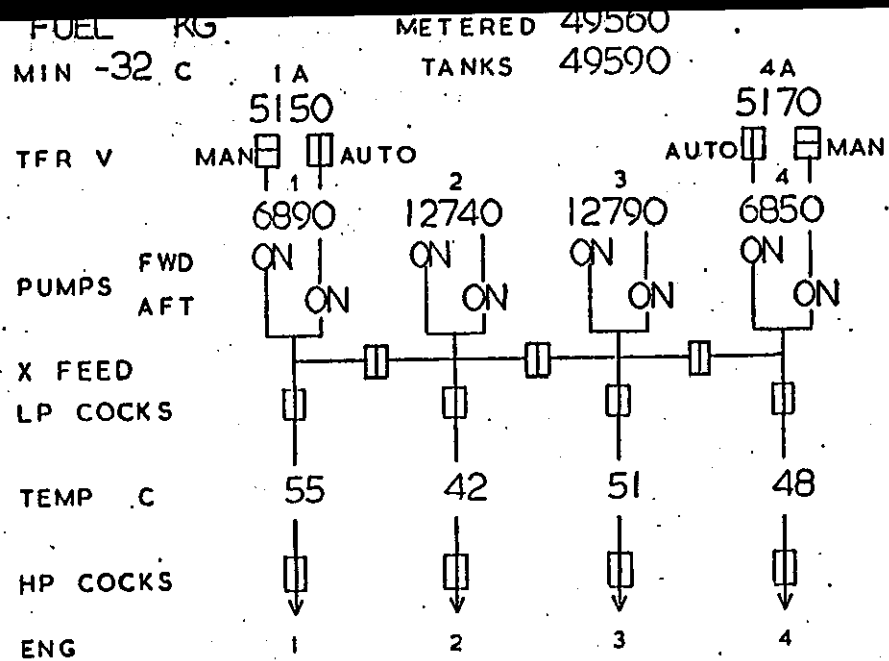 FUEL KG METERED 49560
MIN -32 C 1A TANKS 49590 4A
5150 5170
TFR V MAN AUTO AUTO MAN
1 2 3 4
6890 12740 12790 6850
PUMPS FWD ON ON ON ON
AFT ON ON ON ON
X FEED
LP COCKS
TEMP C 55 42 51 48
HP COCKS
ENG 1 2 3 4